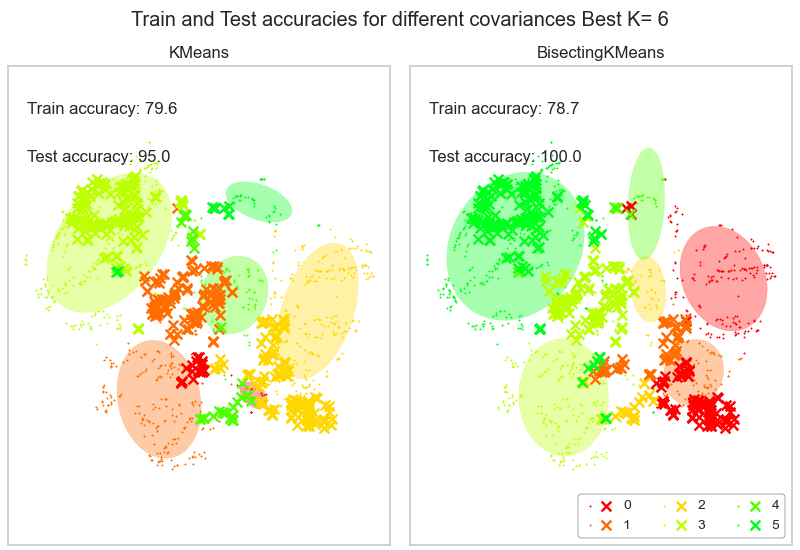 Train and Test accuracies for different covariances Best K= 6
KMeans
BisectingKMeans
Train accuracy: 79.6
Test accuracy: 95.0
Train accuracy: 78.7
Test accuracy: 100.0
0 2 4
1 3 5